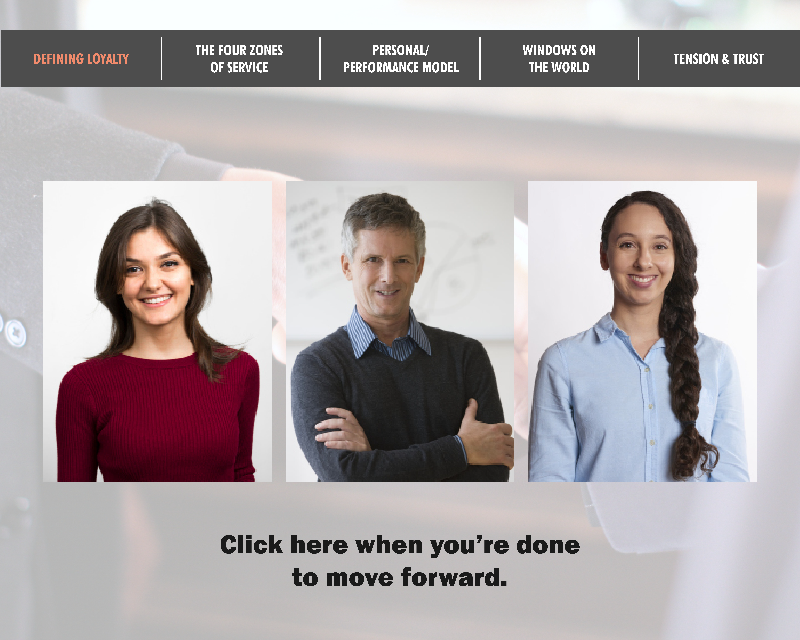 DEFINING LOYALTY
THE FOUR ZONES
OF SERVICE
PERSONAL/
PERFORMANCE MODEL
WINDOWS ON
THE WORLD
TENSION & TRUST
Click here when you’re done
to move forward.